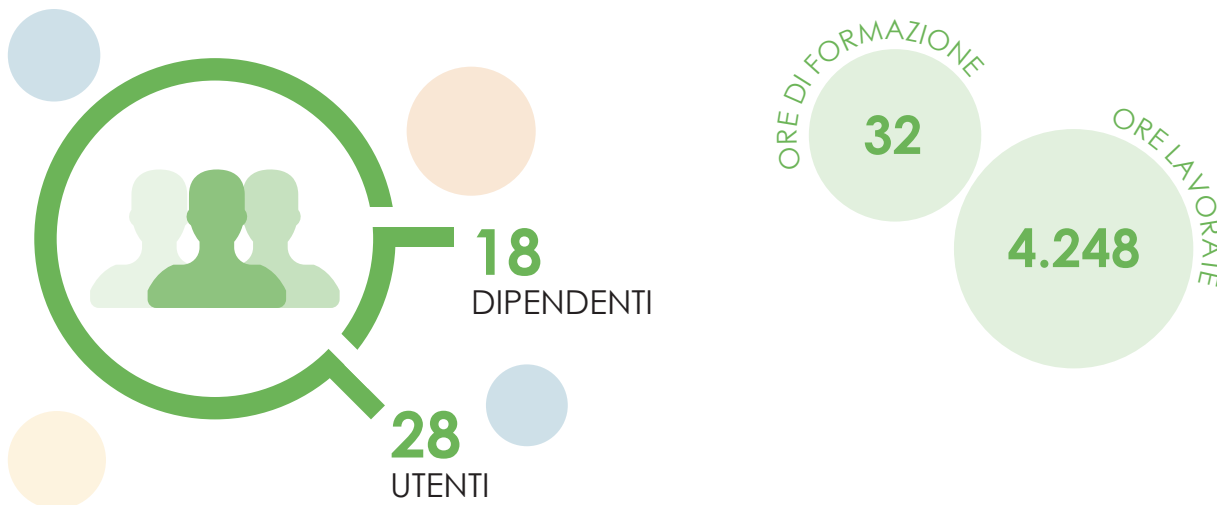 18
DIPENDENTI
28
UTENTI
ORE DI FORMAZIONE
32
ORE LAVORATE
4.248